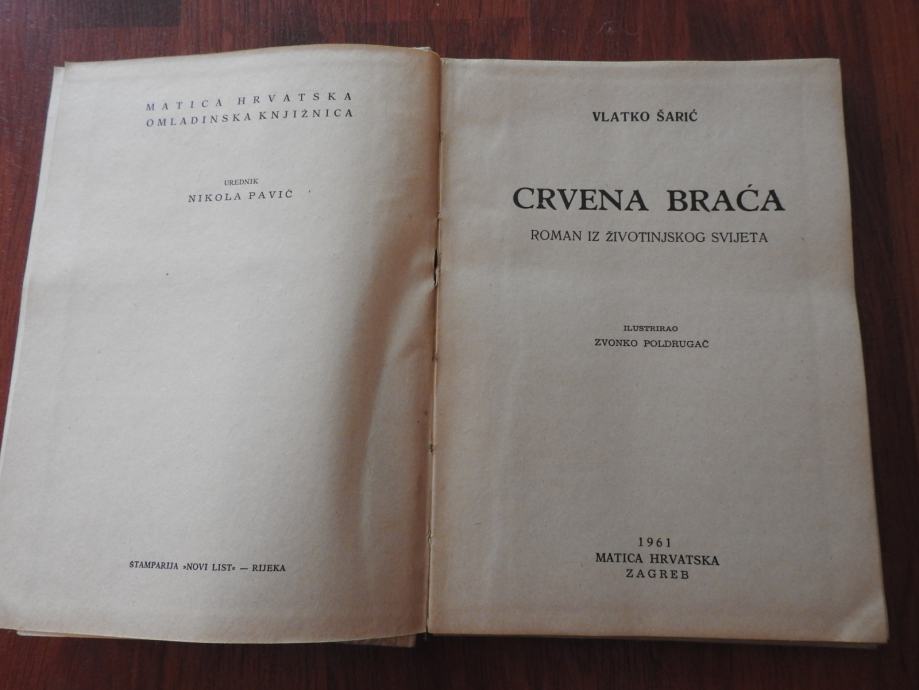 MATICA HRVATSKA
OMLADINSKA KNJIŽNICA
UREDNIK
NIKOLA PAVIĆ
ŠTAMPARIJA »NOVI LIST« — RIJEKA
VLATKO ŠARIĆ
CRVENA BRAĆA
ROMAN IZ ŽIVOTINJSKOG SVIJETA
ILUSTRIRAO
ZVONKO POLDRUGAČ
1961
MATICA HRVATSKA
ZAGREB